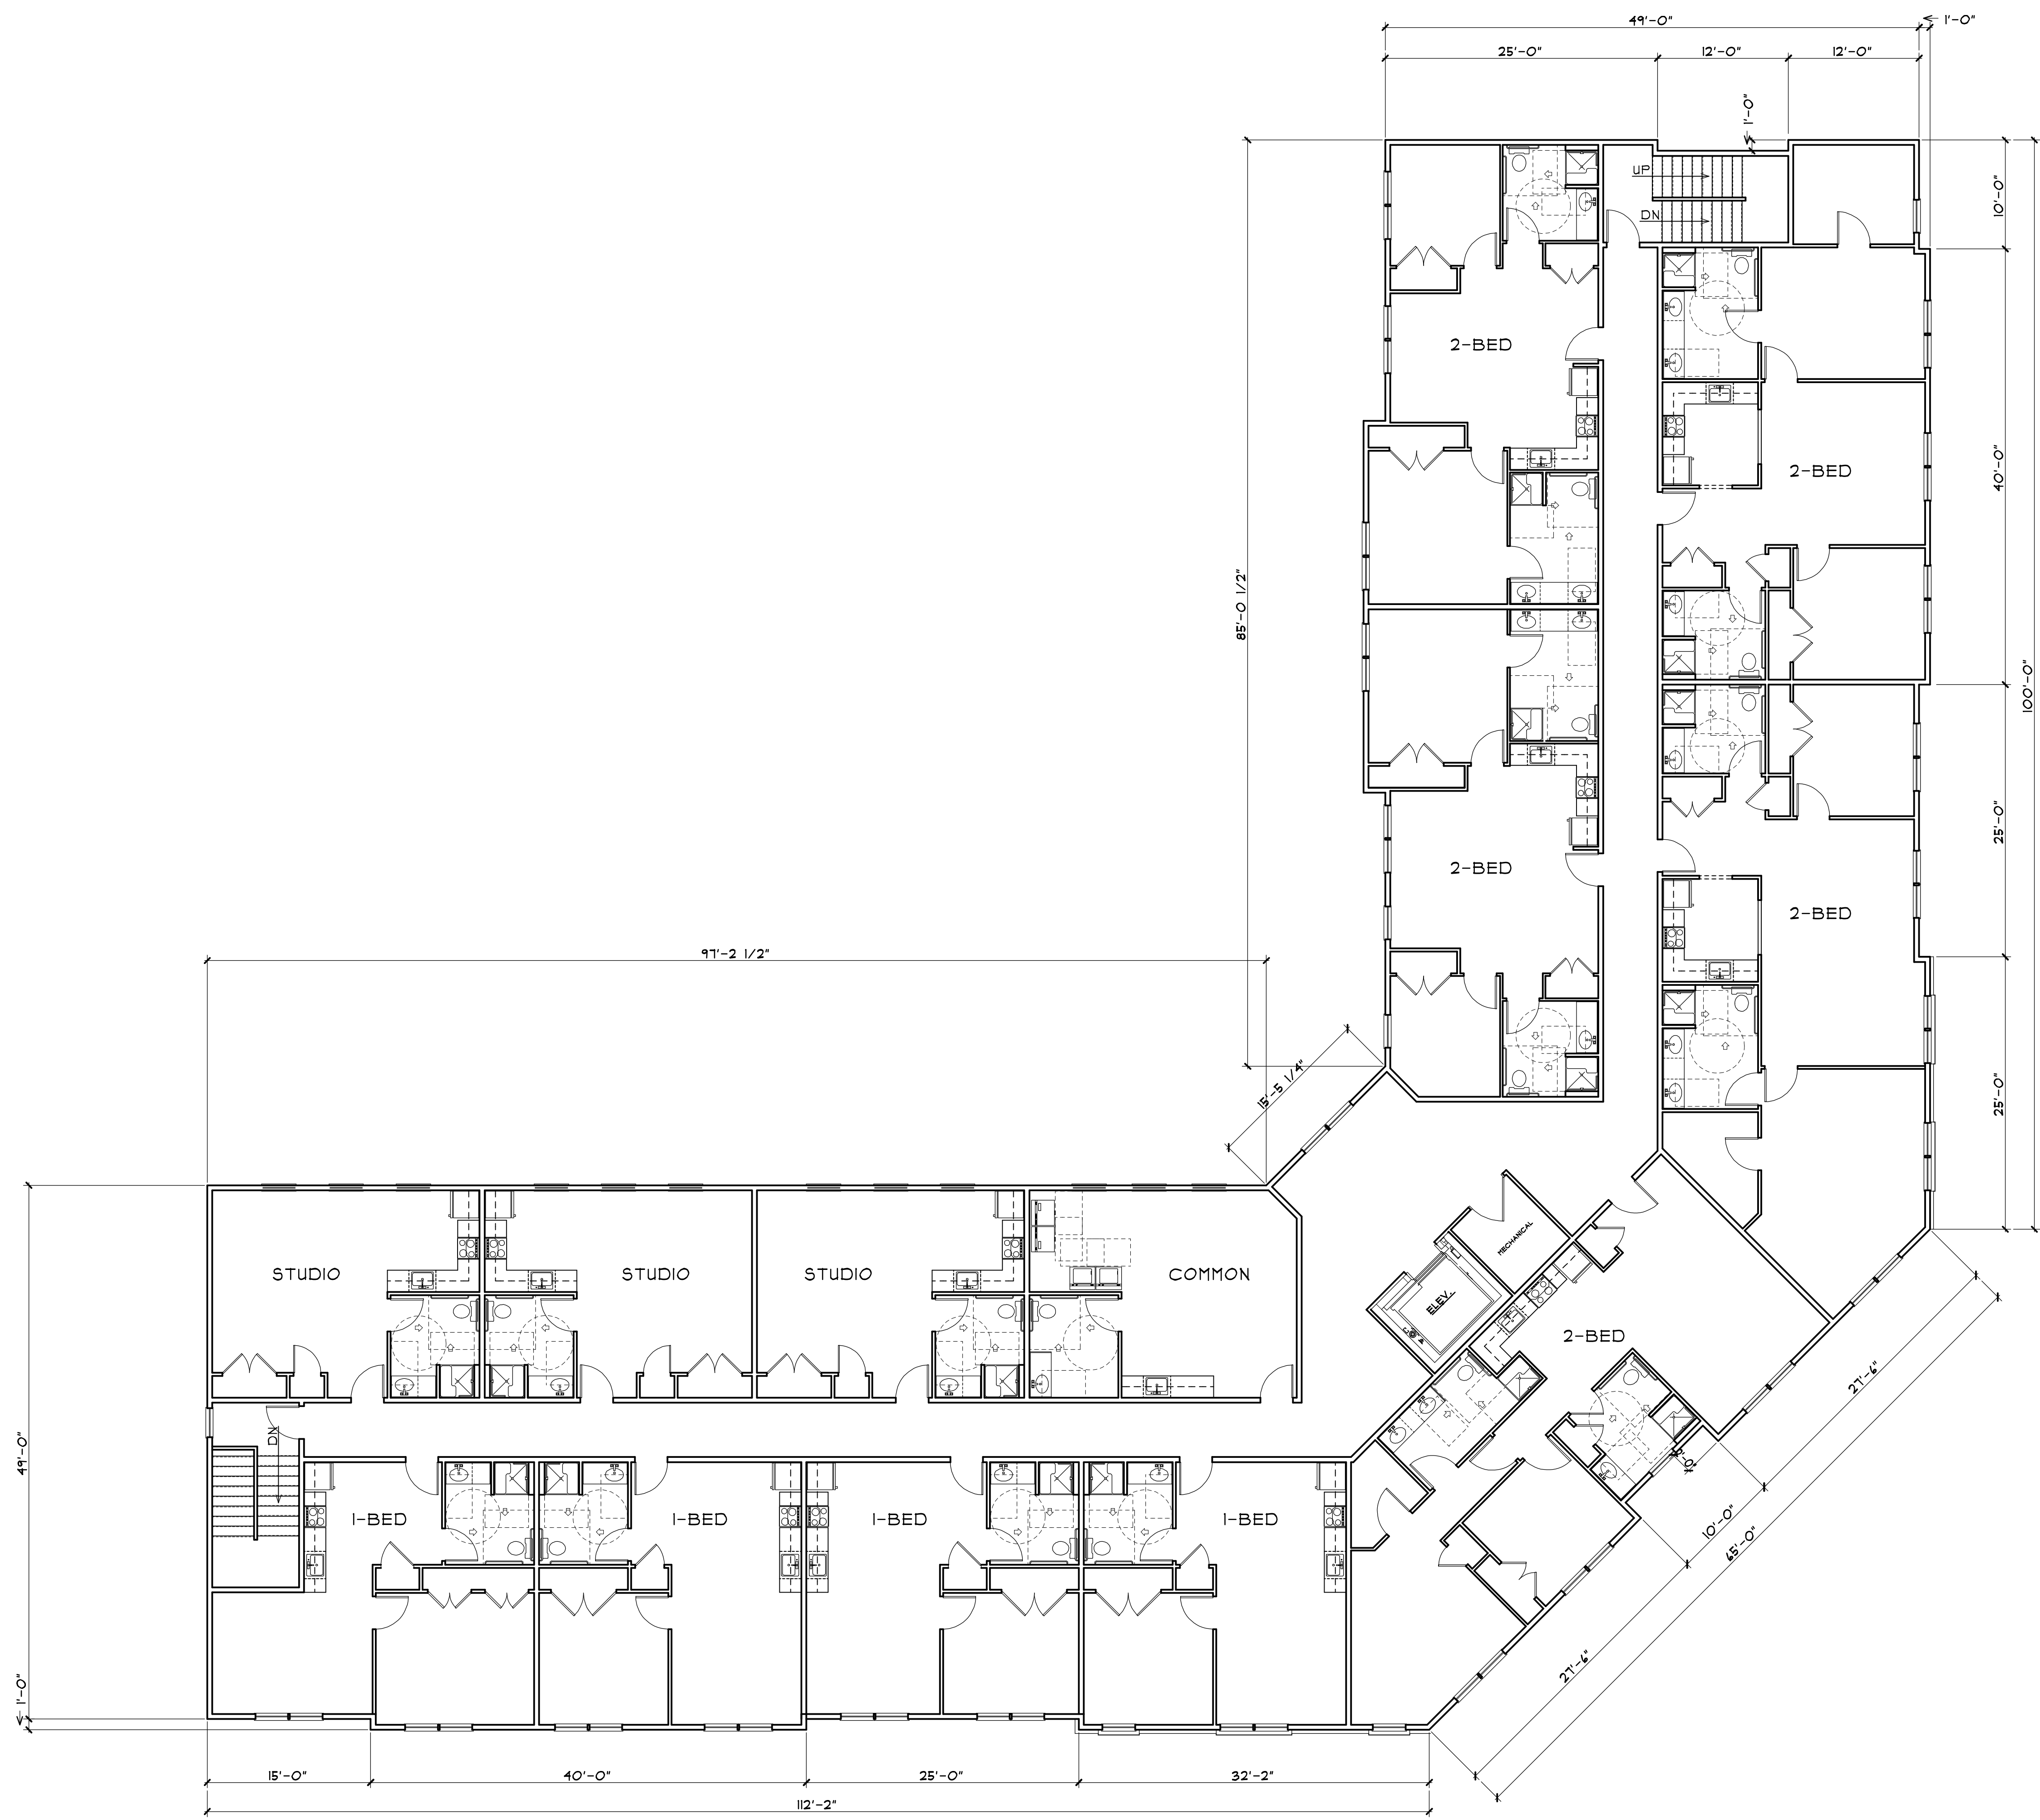 49'-0"
1'-0"
25'-0"
12'-0"
12'-0"
1'-0"
UP
DN
10'-0"
2-BED
2-BED
40'-0"
85'-0 1/2"
100'-0"
2-BED
25'-0"
2-BED
97'-2 1/2"
15'-5 1/4"
25'-0"
MECHANICAL
STUDIO
STUDIO
STUDIO
COMMON
ELEV.
2-BED
27'-6"
49'-0"
DN
1-BED
1-BED
1-BED
1-BED
10'-0"
65'-0"
27'-6"
1'-0"
15'-0"
40'-0"
25'-0"
32'-2"
112'-2"